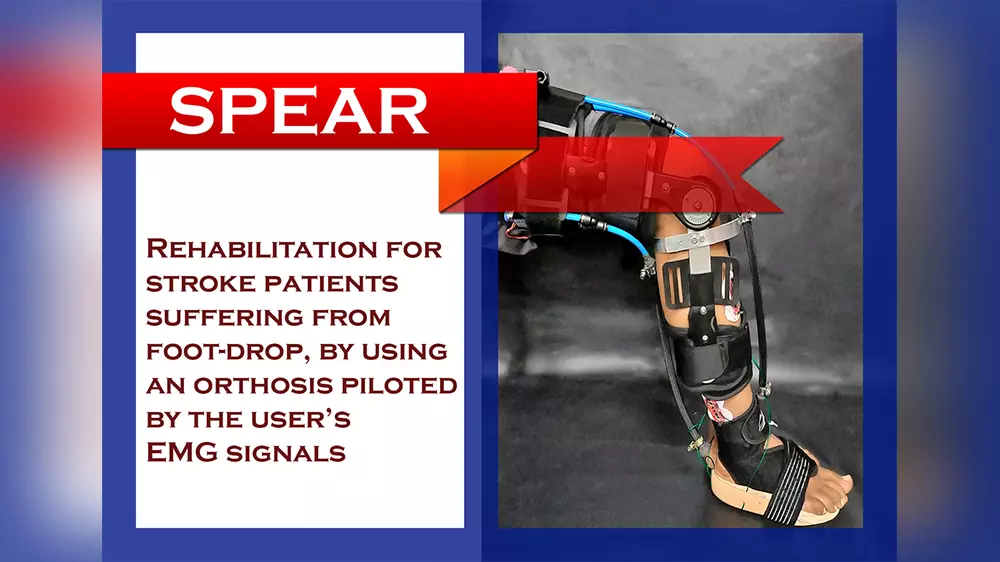 SPEAR
Rehabilitation for
stroke patients
suffering from
foot-drop, by using
an orthosis piloted
by the user's
EMG signals